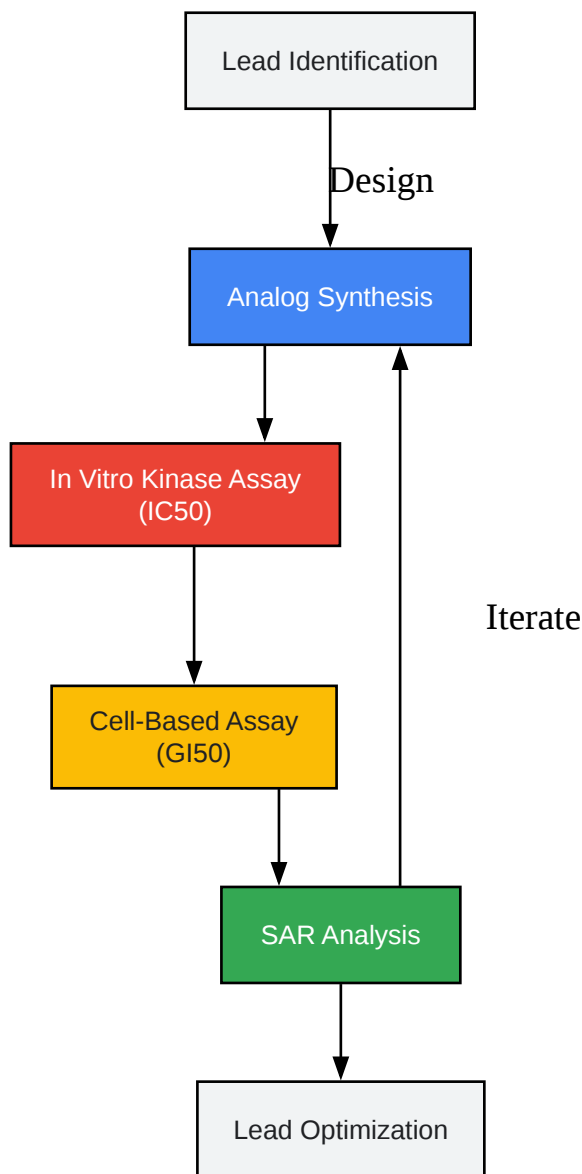 Lead Identification
Design
Analog Synthesis
In Vitro Kinase Assay
(IC50)
Iterate
Cell-Based Assay
(GI50)
SAR Analysis
Lead Optimization